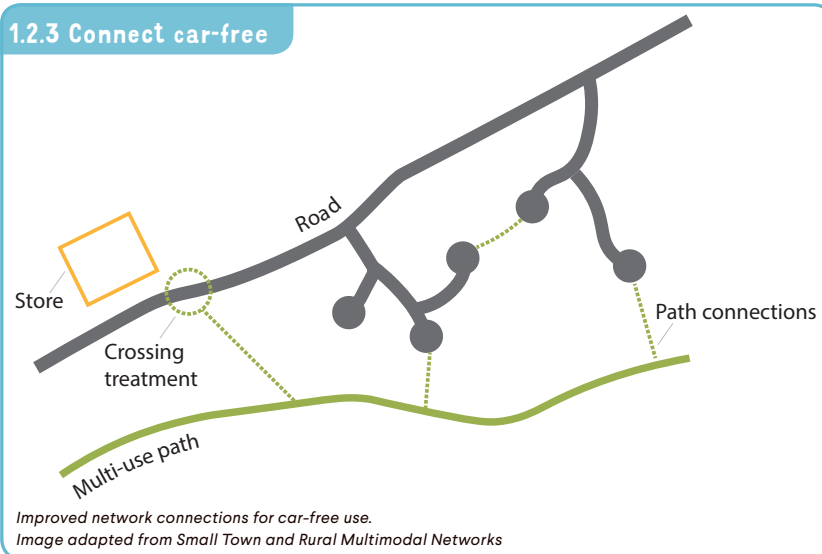 1.2.3 Connect car-free
Road
Store
Crossing
treatment
Path connections
Multi-use path
Improved network connections for car-free use.
Image adapted from Small Town and Rural Multimodal Networks